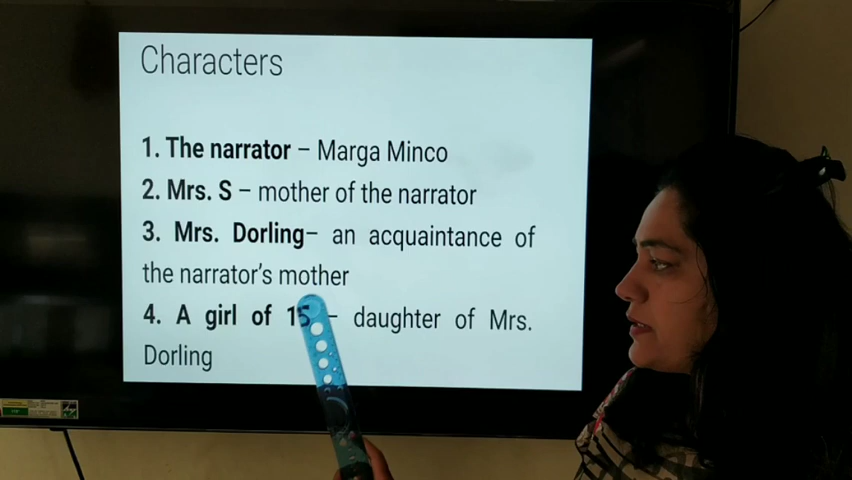 Characters
1. The narrator – Marga Minco
2. Mrs. S – mother of the narrator
3. Mrs. Dorling– an acquaintance of
the narrator's mother
4. A girl of 15 – daughter of Mrs.
Dorling